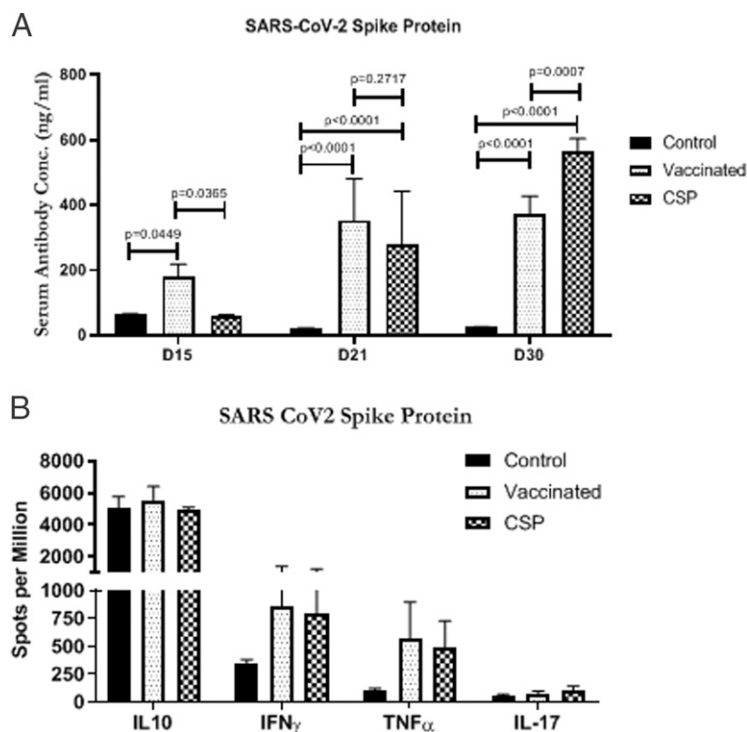 A
SARS-CoV-2 Spike Protein
Serum Antibody Conc. (ng/ml)
800
600
400
200
0
p=0.0449
p=0.0365
p<0.0001
p<0.0001
p=0.2717
p<0.0001
p<0.0001
p=0.0007
Control
Vaccinated
CSP
D15
D21
D30
B
SARS CoV2 Spike Protein
Spots per Million
8000
6000
4000
2000
1000
750
500
250
0
Control
Vaccinated
CSP
IL10
IFNγ
TNFα
IL-17